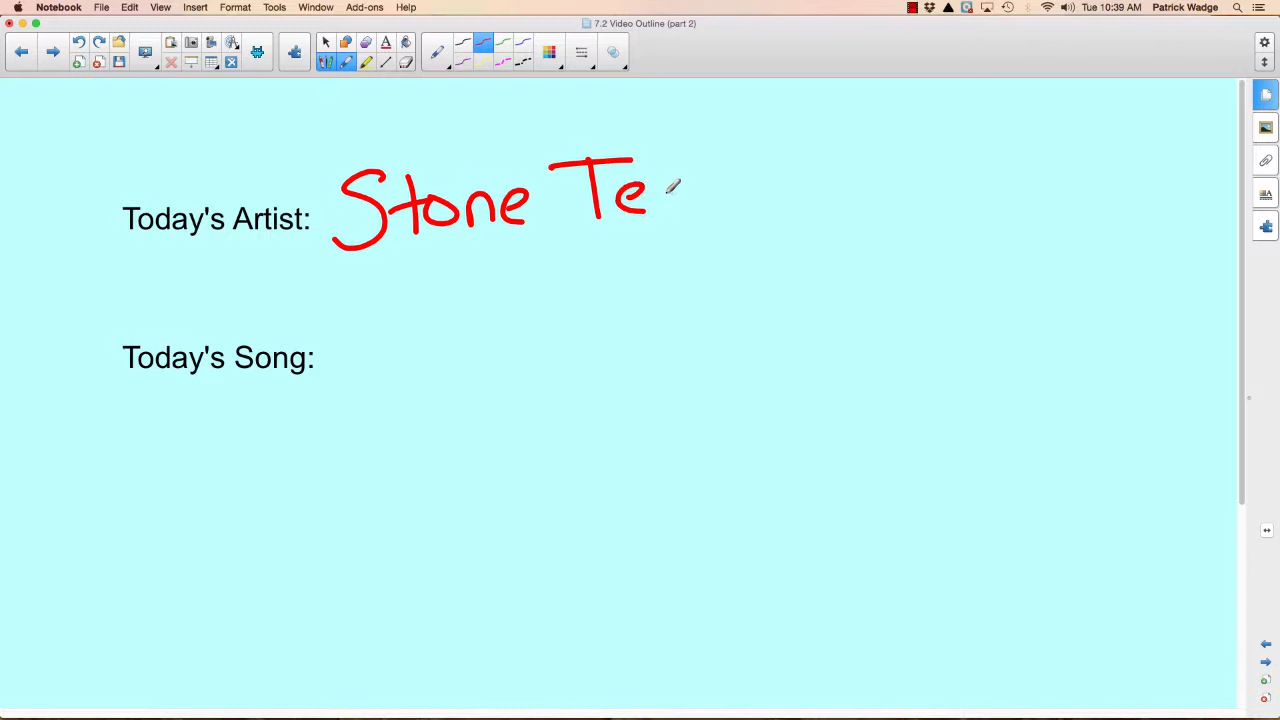 Notebook File Edit View Insert Format Tools Window Add-ons Help Tue 10:39 AM Patrick Wadge
7.2 Video Outline (part 2)
Today's Artist: Stone Te
Today's Song: